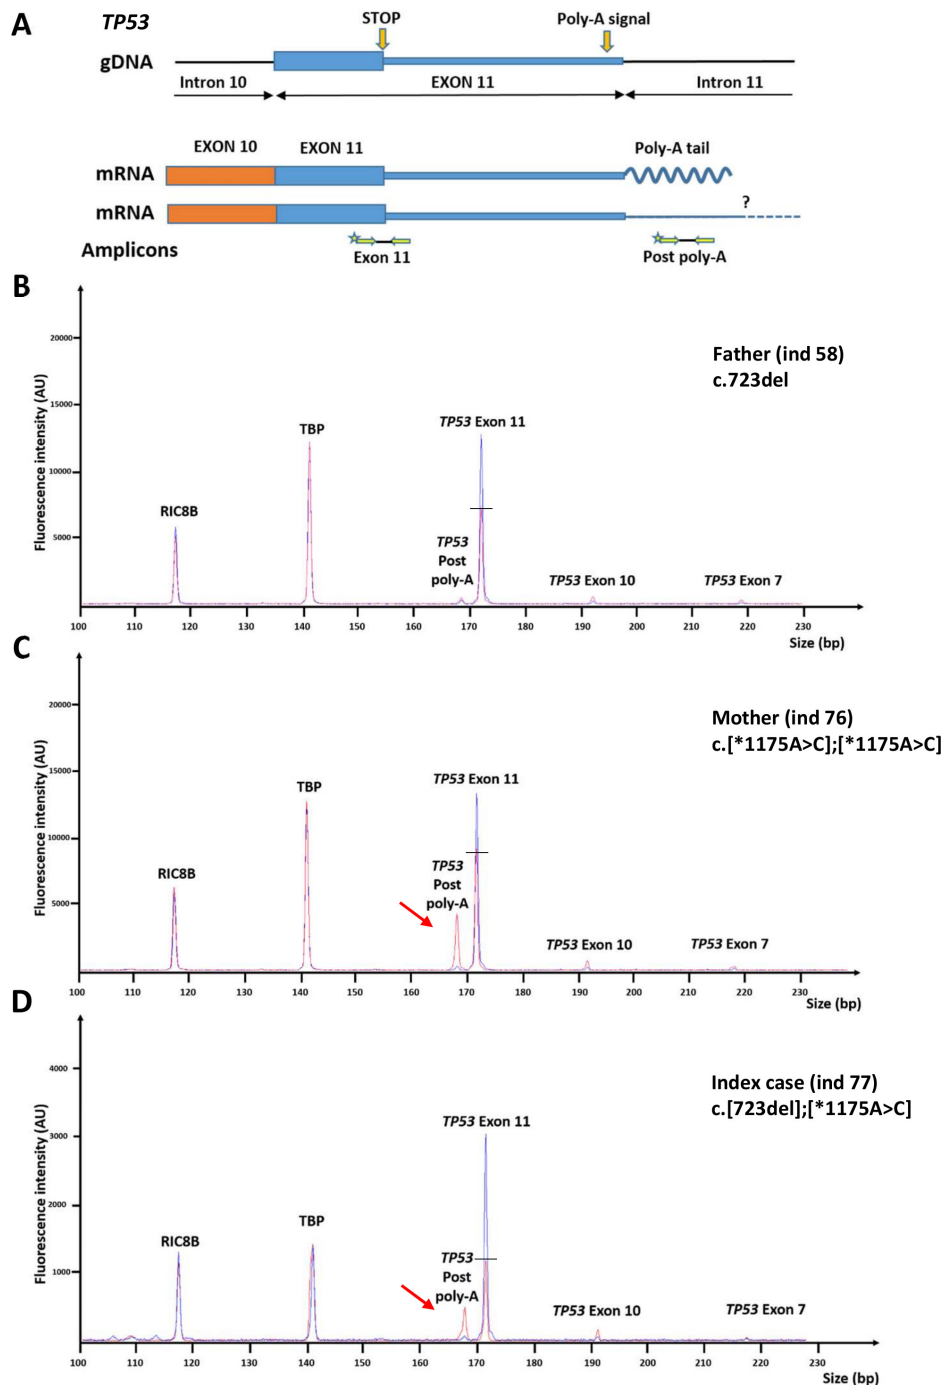 A
TP53
STOP
Poly-A signal
gDNA
Intron 10
EXON 11
Intron 11
EXON 10
EXON 11
Poly-A tail
mRNA
?
mRNA
Amplicons
Exon 11
Post poly-A
B
Fluorescence intensity (AU)
20000
15000
10000
5000
Father (ind 58)
c.723del
RIC8B
TBP
TP53 Exon 11
TP53
Post
poly-A
TP53 Exon 10
TP53 Exon 7
100 110 120 130 140 150 160 170 180 190 200 210 220 230
Size (bp)
C
Fluorescence intensity (AU)
20000
15000
10000
5000
Mother (ind 76)
c.[*1175A>C];[*1175A>C]
RIC8B
TBP
TP53 Exon 11
TP53
Post
poly-A
TP53 Exon 10
TP53 Exon 7
100 110 120 130 140 150 160 170 180 190 200 210 220 230
Size (bp)
D
Fluorescence intensity (AU)
4000
3000
2000
1000
Index case (ind 77)
c.[723del];[*1175A>C]
RIC8B
TBP
TP53 Exon 11
TP53
Post
poly-A
TP53 Exon 10
TP53 Exon 7
100 110 120 130 140 150 160 170 180 190 200 210 220 230
Size (bp)